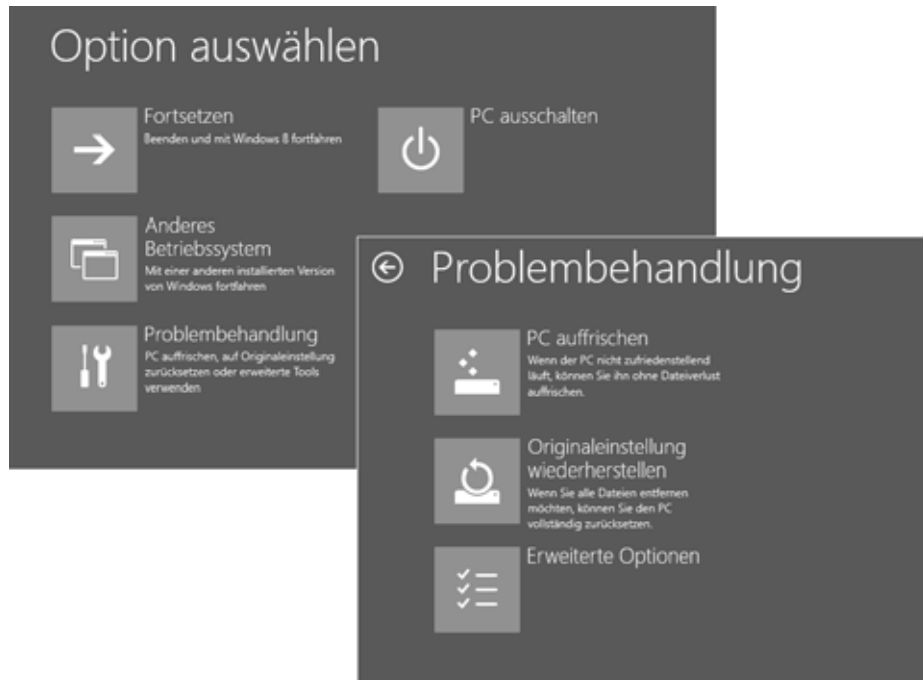 Option auswählen
Fortsetzen
Beenden und mit Windows 8 fortfahren
PC ausschalten
Anderes
Betriebssystem
Mit einer anderen installierten Version
von Windows fortfahren
Problembehandlung
PC auffrischen, auf Originaleinstellung
zurücksetzen oder erweiterte Tools
verwenden
Problembehandlung
PC auffrischen
Wenn der PC nicht zufriedenstellend
läuft, können Sie ihn ohne Dateiverlust
auffrischen.
Originaleinstellung
wiederherstellen
Wenn Sie alle Dateien entfernen
möchten, können Sie den PC
vollständig zurücksetzen.
Erweiterte Optionen